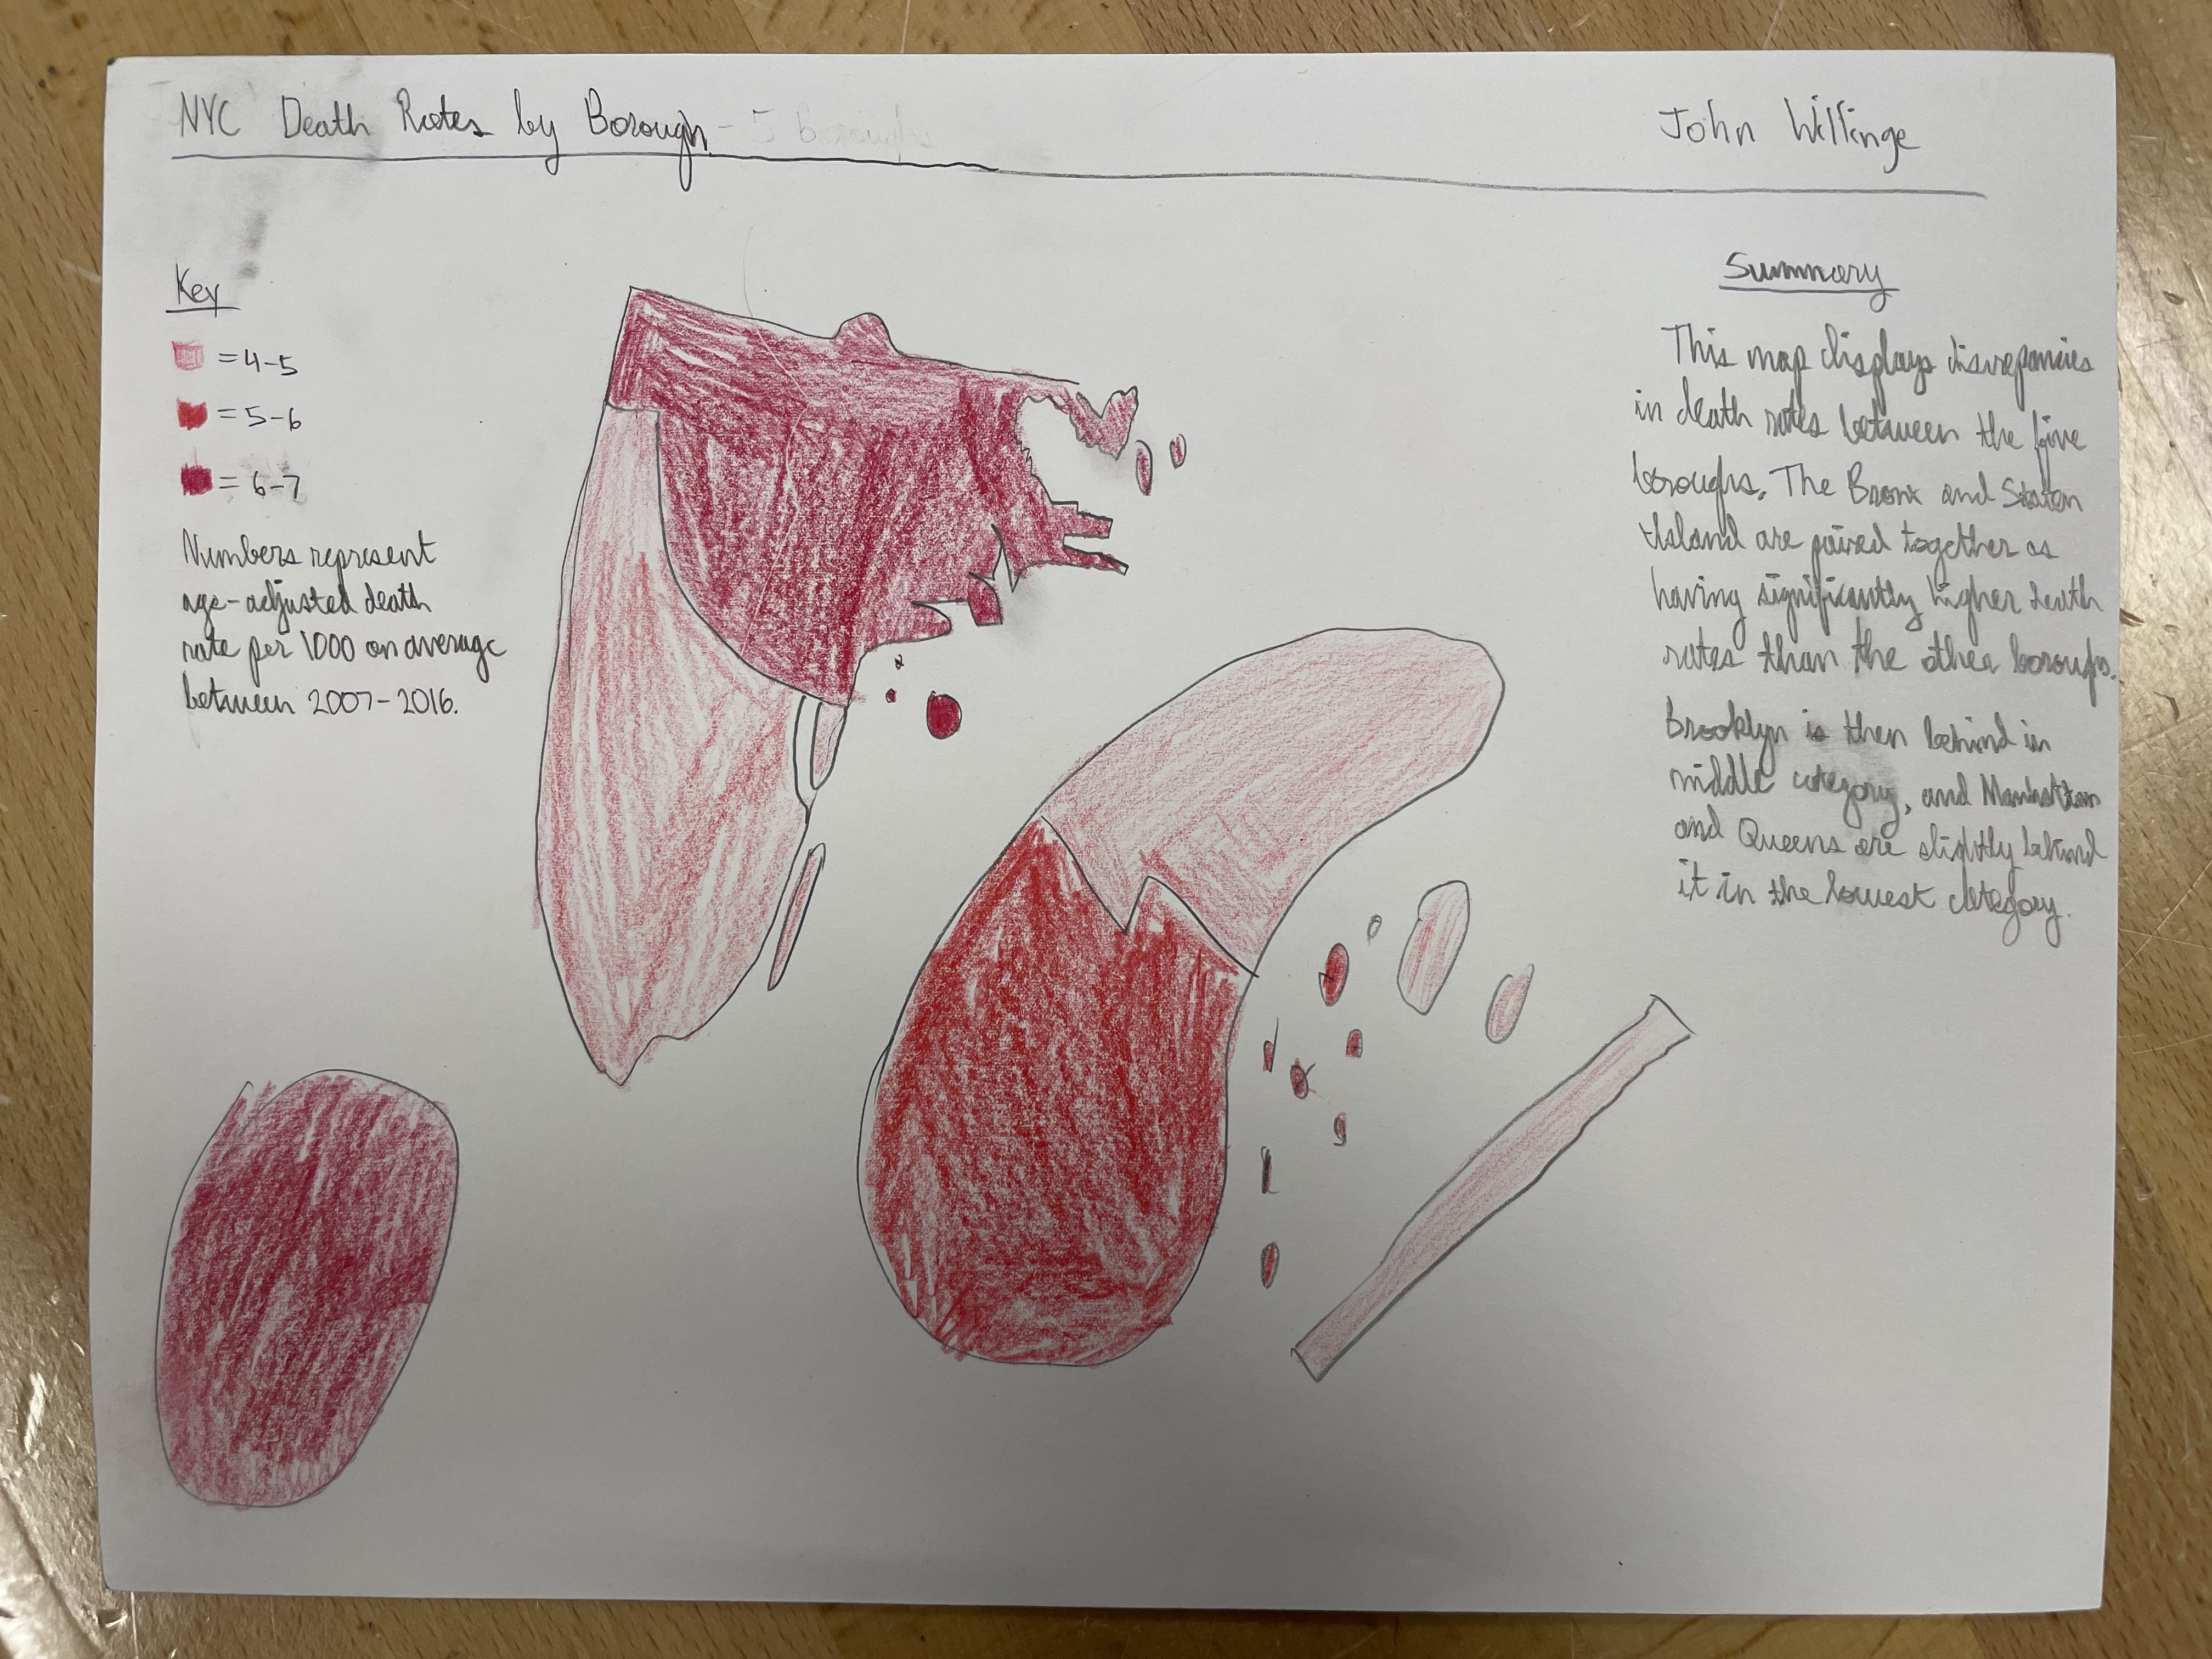 NYC Death Rates by Borough
John Willinge
Key
= 4-5
= 5-6
= 6-7
Numbers represent
age-adjusted death
rate per 1000 on average
between 2007-2016.
Summary
This map displays discrepancies
in death rates between the five
boroughs. The Bronx and Staten
Island are paired together as
having significantly higher death
rates than the other boroughs.
Brooklyn is then behind in
middle category, and Manhattan
and Queens are slightly behind
it in the lowest category.